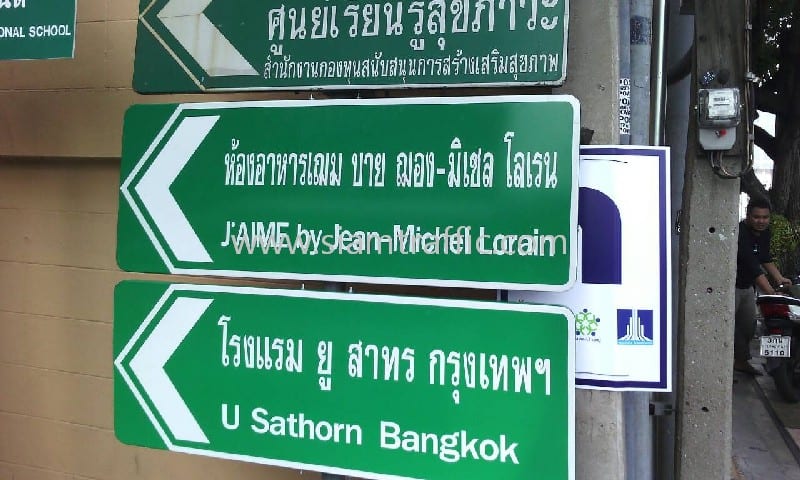 ONAL SCHOOL
ศูนย์เรียนรู้สุขภาวะ
สำนักงานกองทุนสนับสนุนการสร้างเสริมสุขภาพ
ห้องอาหารเฌม บาย ฌอง-มิเชล โลเรน
J'AIME by Jean-Michel Lorain
www.siamtraffic.com
โรงแรม ยู สาทร กรุงเทพฯ
U Sathorn Bangkok
5110